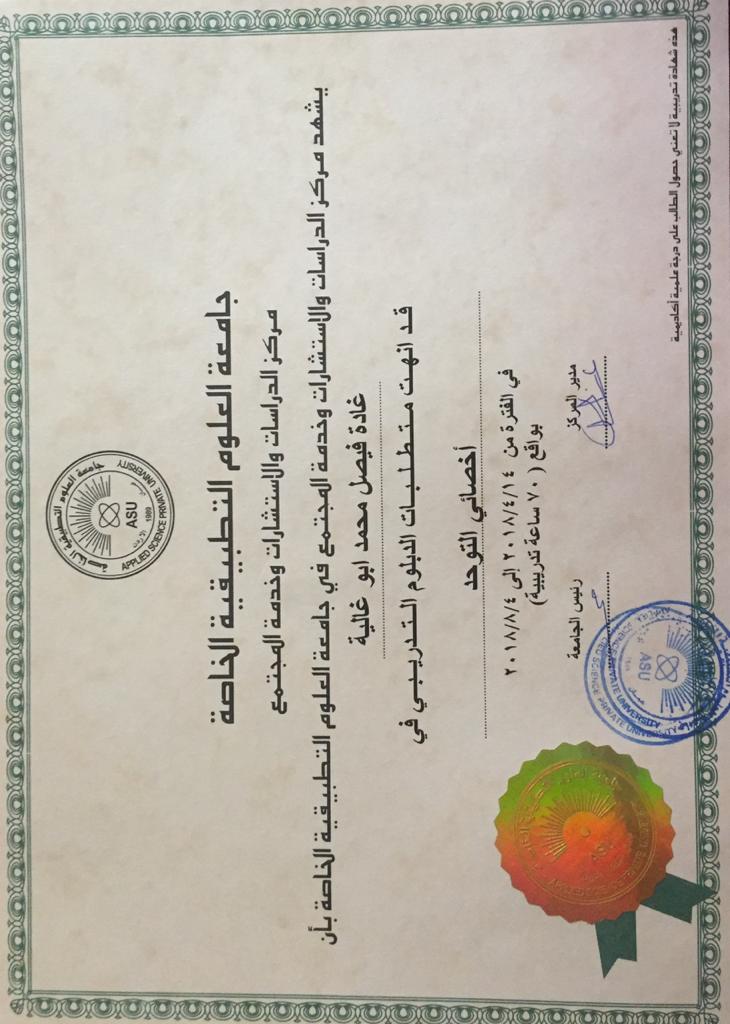 جامعة العلوم التطبيقية الخاصة
APPLIED SCIENCE PRIVATE UNIVERSITY
ASU
1989
جامعة العلوم التطبيقية الخاصة
مركز الدراسات والاستشارات وخدمة المجتمع
يشهد مركز الدراسات والاستشارات وخدمة المجتمع في جامعة العلوم التطبيقية الخاصة بأن
غادة فيصل محمد ابو غالية
قد انهت متطلبات الدبلوم التدريبي في
أخصائي التوحد
في الفترة من ٢٠١٨/٤/١٤ إلى ٢٠١٨/٨/٤
بواقع (٧٠ ساعة تدريبية)
مدير المركز
رئيس الجامعة
ASU
PRIVATE UNIVERSITY
هذه شهادة تدريبية لا تعني حصول الطالب على درجة علمية أكاديمية